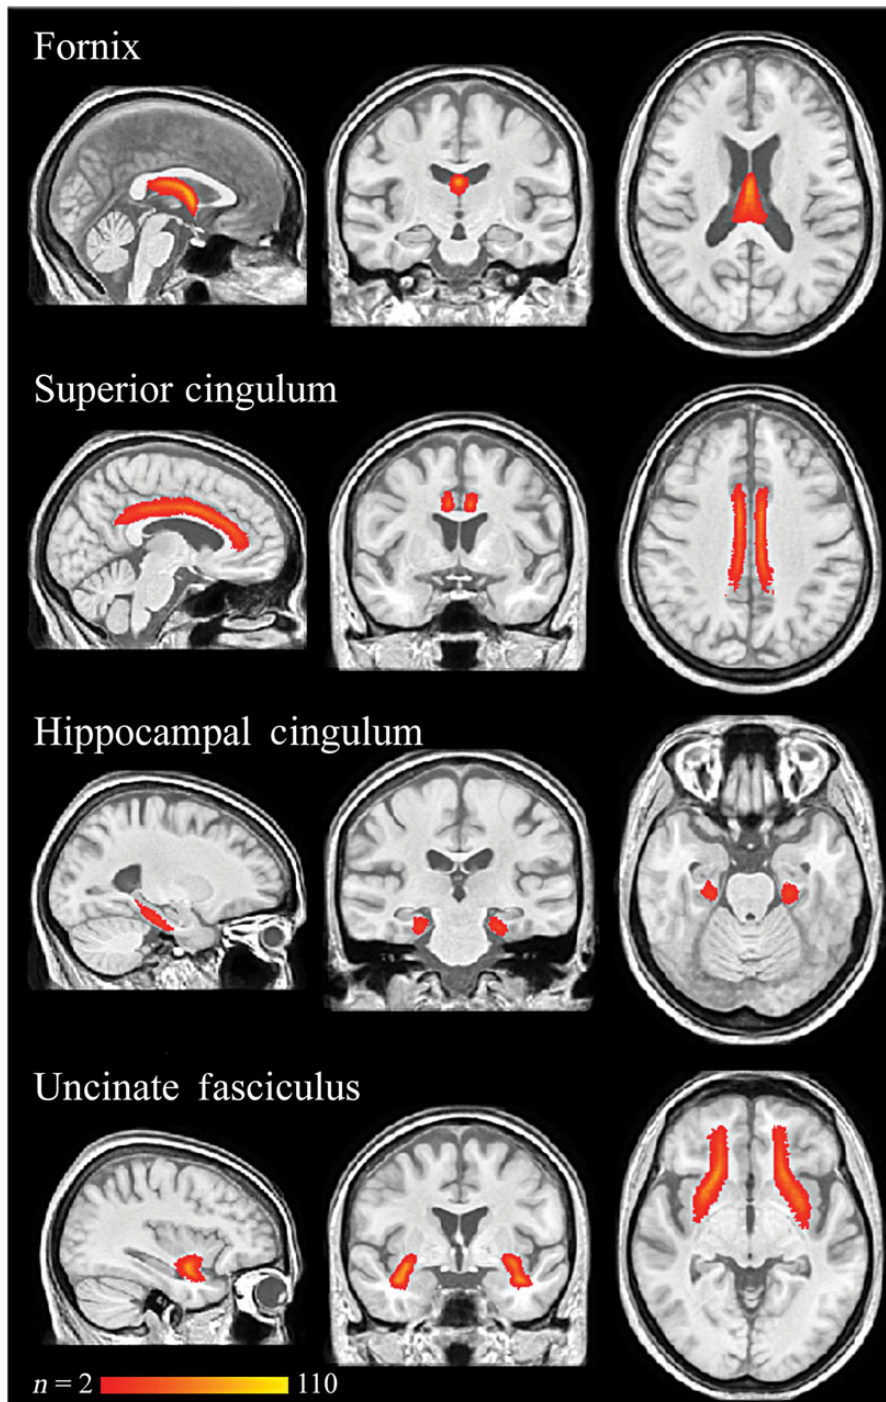 Fornix
Superior cingulum
Hippocampal cingulum
Uncinate fasciculus
n = 2 110